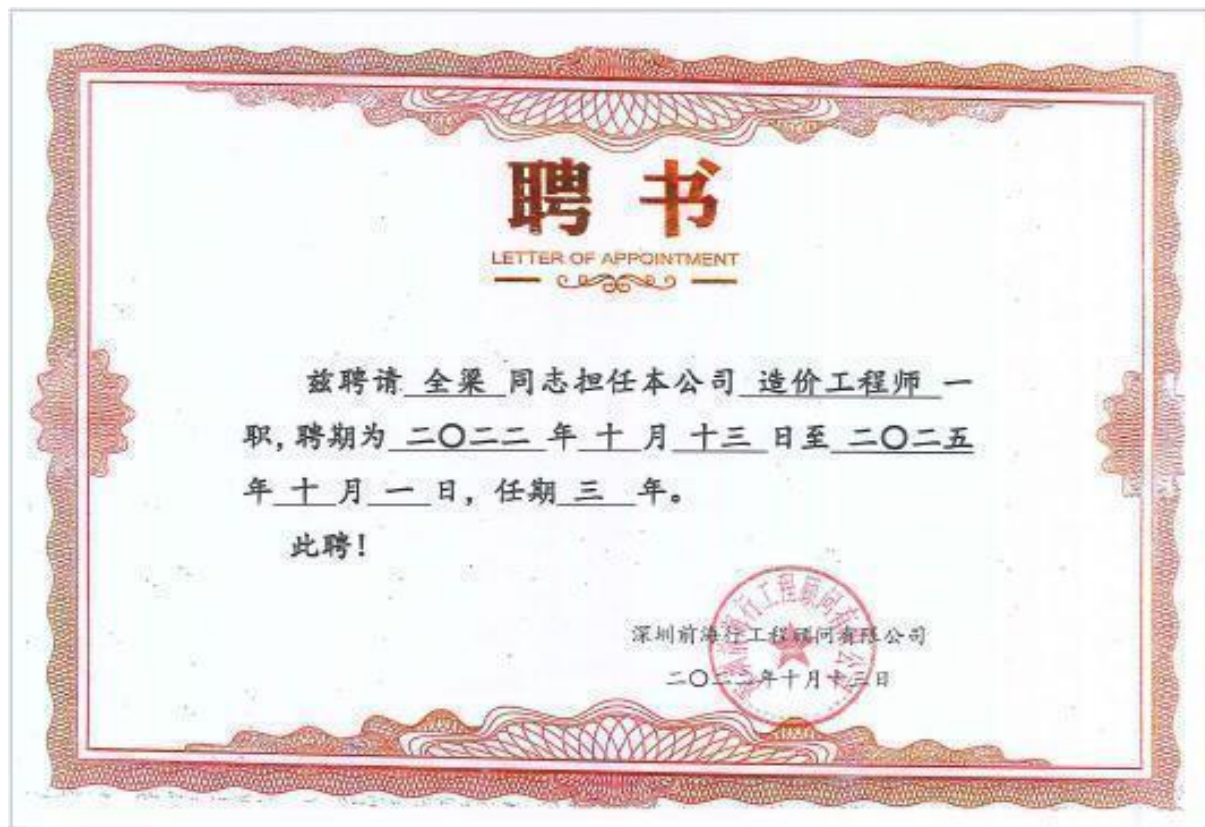 聘书
LETTER OF APPOINTMENT
兹聘请 全梁 同志担任本公司 造价工程师 一
职,聘期为 二〇二二 年 十 月 十三 日至 二〇二五
年 十 月 一 日, 任期 三 年。
此聘!
深圳前海行工程顾问有限公司
二〇二二年十月十三日